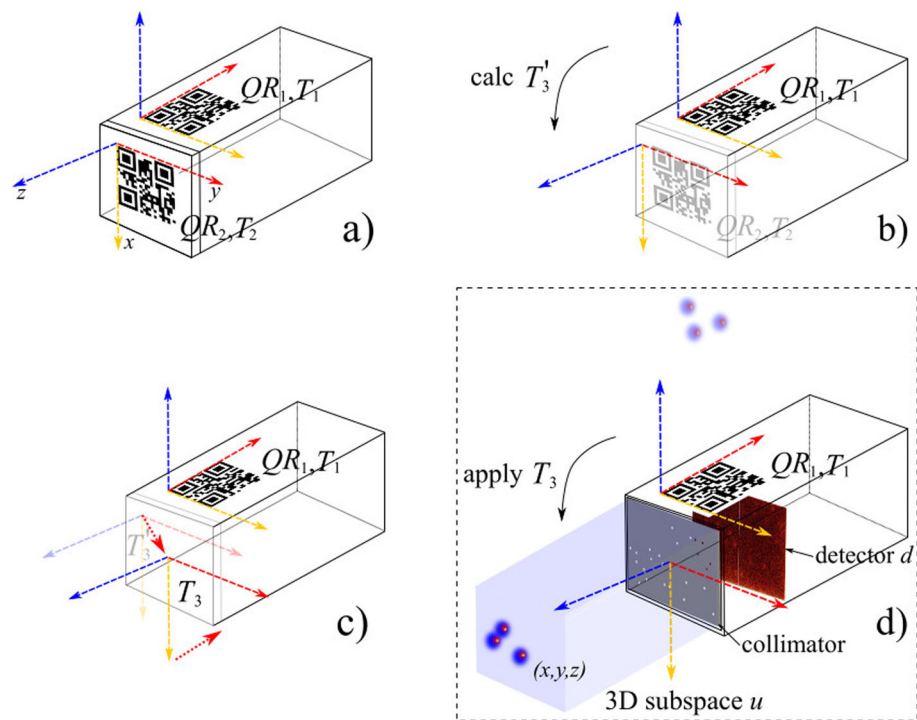 QR₁,T₁
z
y
QR₂,T₂
x
a)
calc T₃'
QR₁,T₁
QR₂,T₂
b)
QR₁,T₁
T₃'
T₃
c)
apply T₃
QR₁,T₁
detector d
(x,y,z)
collimator
d)
3D subspace u